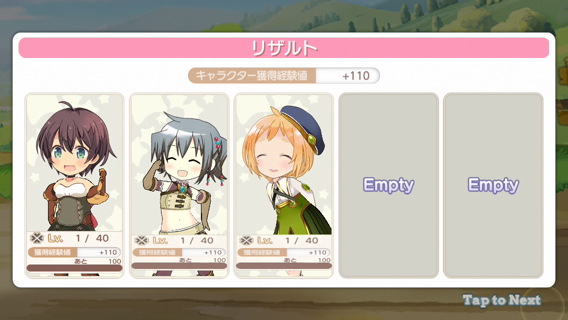 リザルト
キャラクター獲得経験値 +110
Lv. 1 / 40
獲得経験値 +110
あと 100
Lv. 1 / 40
獲得経験値 +110
あと 100
Lv. 1 / 40
獲得経験値 +110
あと 100
Empty
Empty
Tap to Next